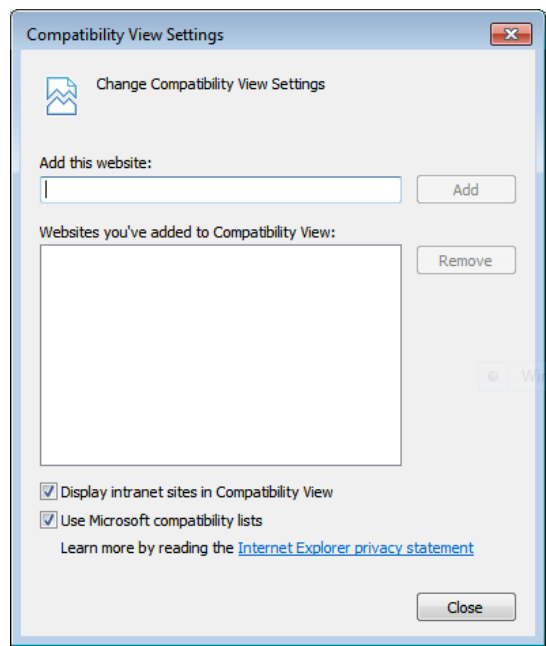 Compatibility View Settings
Change Compatibility View Settings
Add this website:
Add
Websites you've added to Compatibility View:
Remove
Display intranet sites in Compatibility View
Use Microsoft compatibility lists
Learn more by reading the Internet Explorer privacy statement
Close